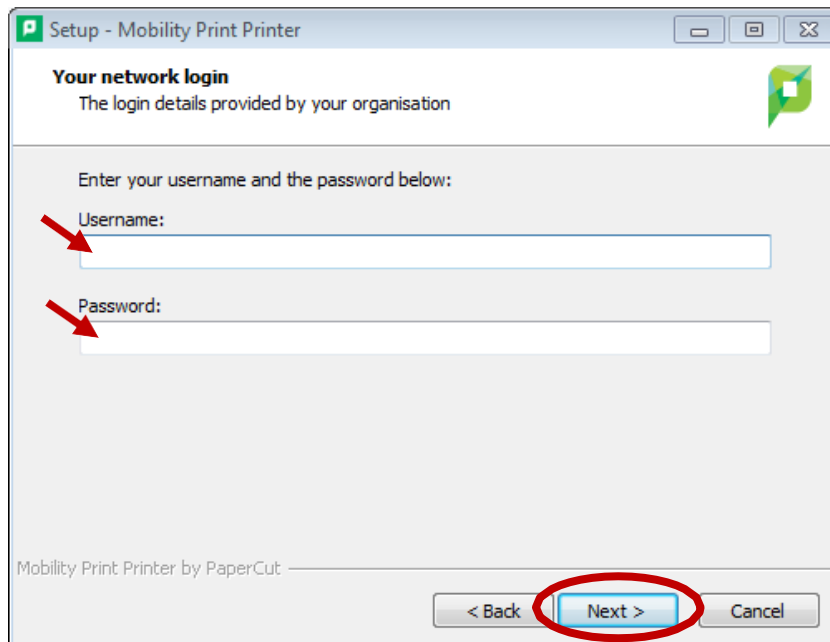 Setup - Mobility Print Printer
Your network login
The login details provided by your organisation
Enter your username and the password below:
Username:
Password:
Mobility Print Printer by PaperCut
< Back
Next >
Cancel